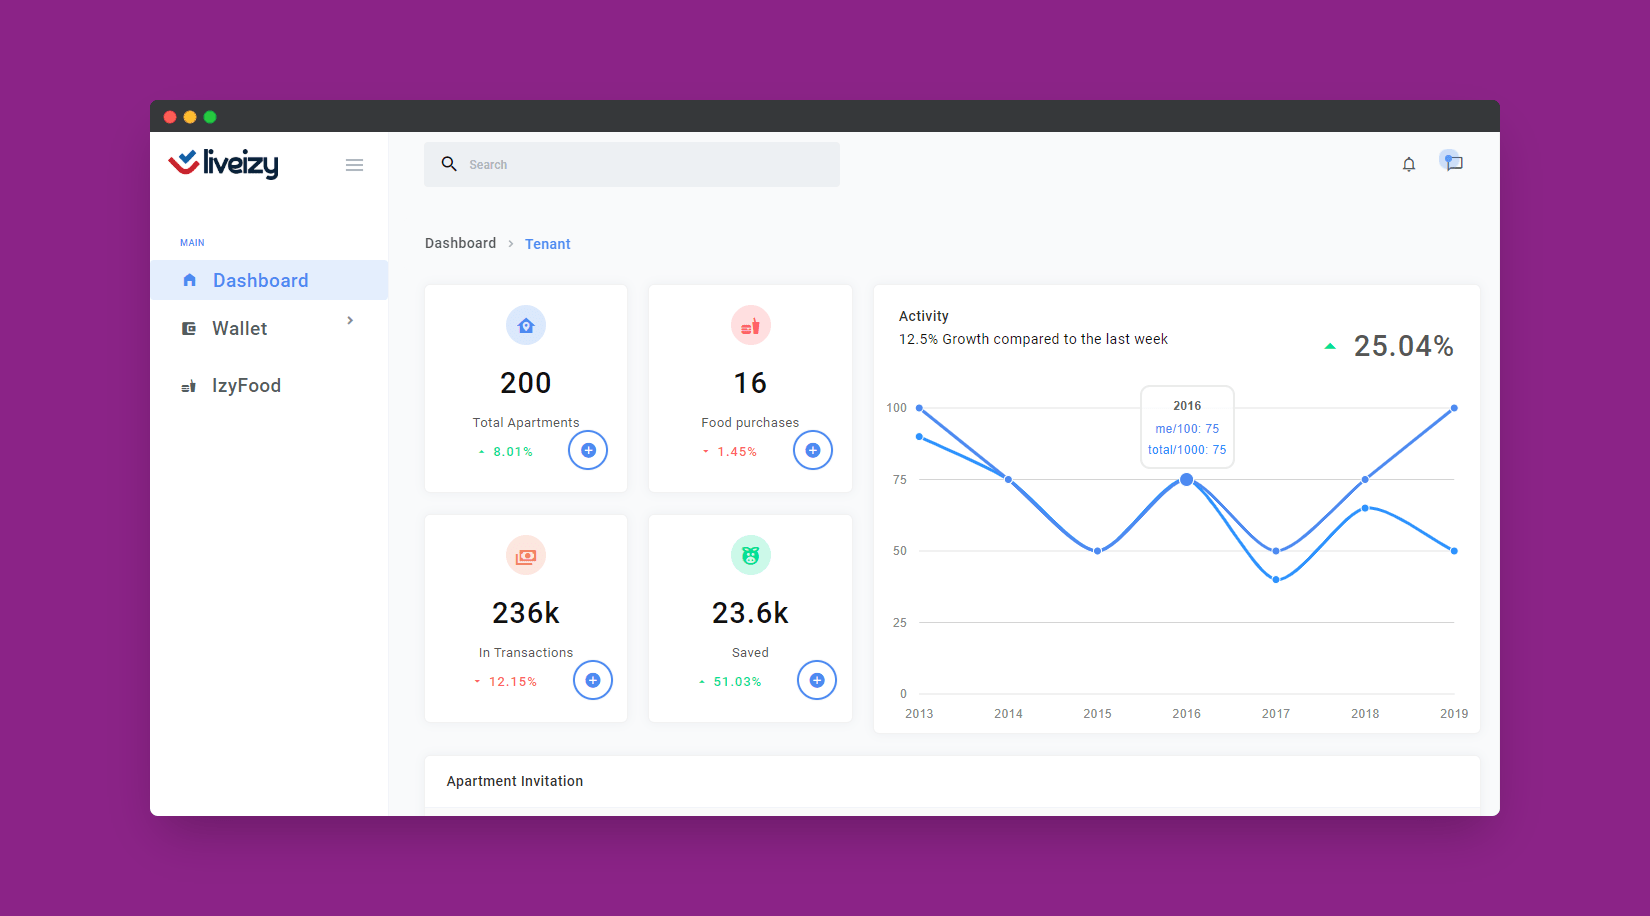 liveizy
Search
MAIN
Dashboard
Wallet
IzyFood
Dashboard > Tenant
200
Total Apartments
8.01%
16
Food purchases
1.45%
236k
In Transactions
12.15%
23.6k
Saved
51.03%
Activity
12.5% Growth compared to the last week
25.04%
2016
me/100: 75
total/1000: 75
100
75
50
25
0
2013 2014 2015 2016 2017 2018 2019
Apartment Invitation